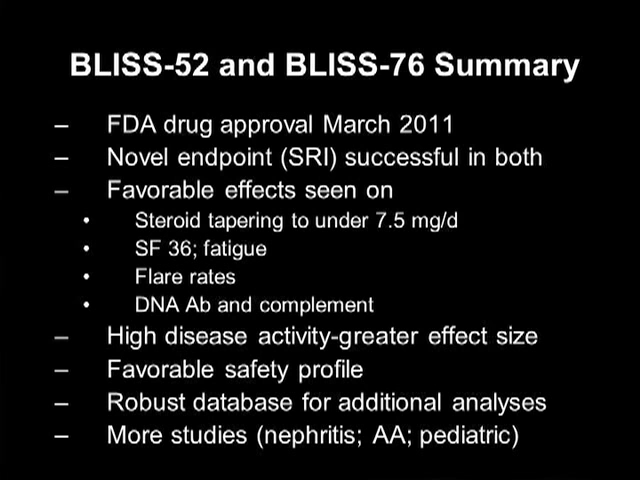 BLISS-52 and BLISS-76 Summary
– FDA drug approval March 2011
– Novel endpoint (SRI) successful in both
– Favorable effects seen on
• Steroid tapering to under 7.5 mg/d
• SF 36; fatigue
• Flare rates
• DNA Ab and complement
– High disease activity-greater effect size
– Favorable safety profile
– Robust database for additional analyses
– More studies (nephritis; AA; pediatric)